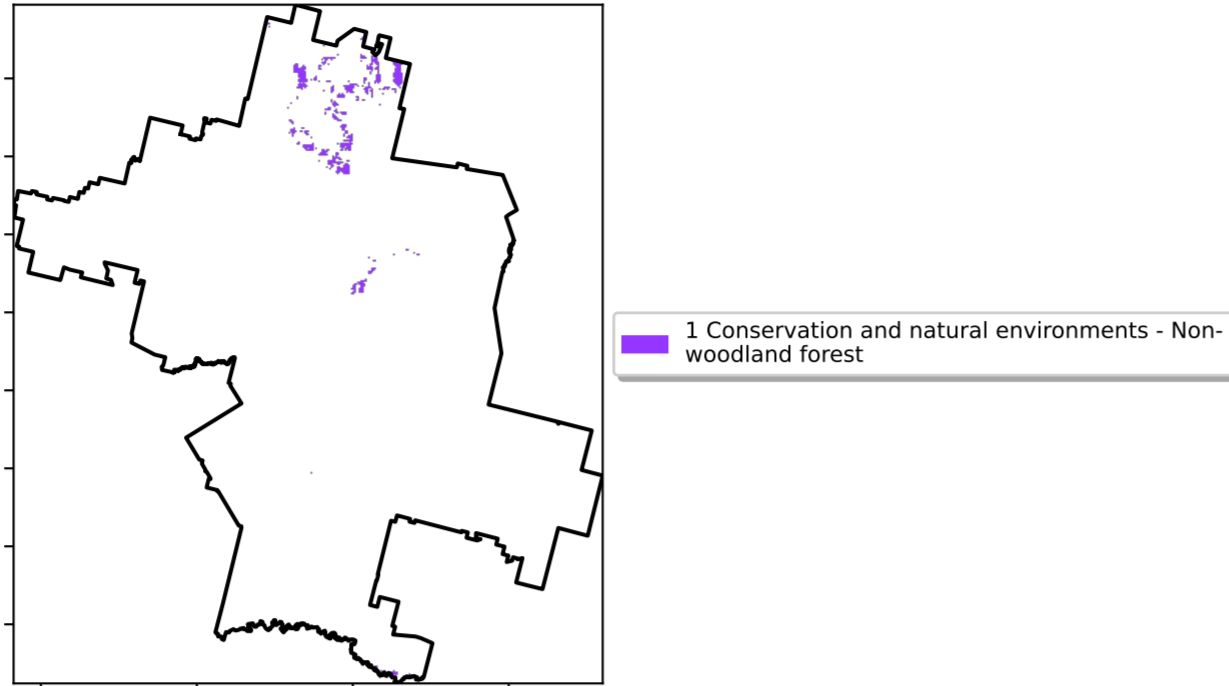 1 Conservation and natural environments - Non-
woodland forest